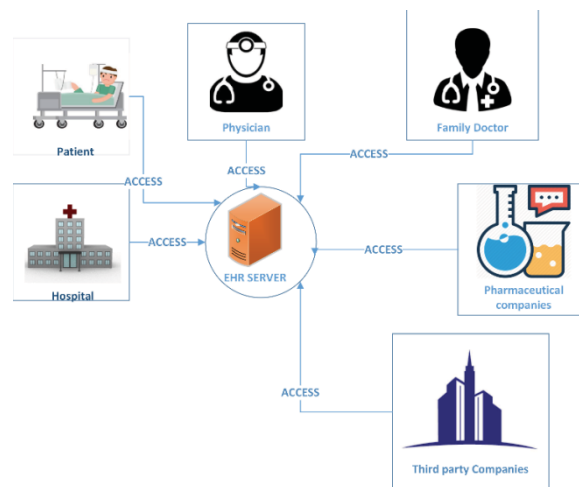 Physician
Family Doctor
Patient
ACCESS
ACCESS
ACCESS
Hospital
ACCESS
EHR SERVER
ACCESS
Pharmaceutical
companies
ACCESS
Third party Companies